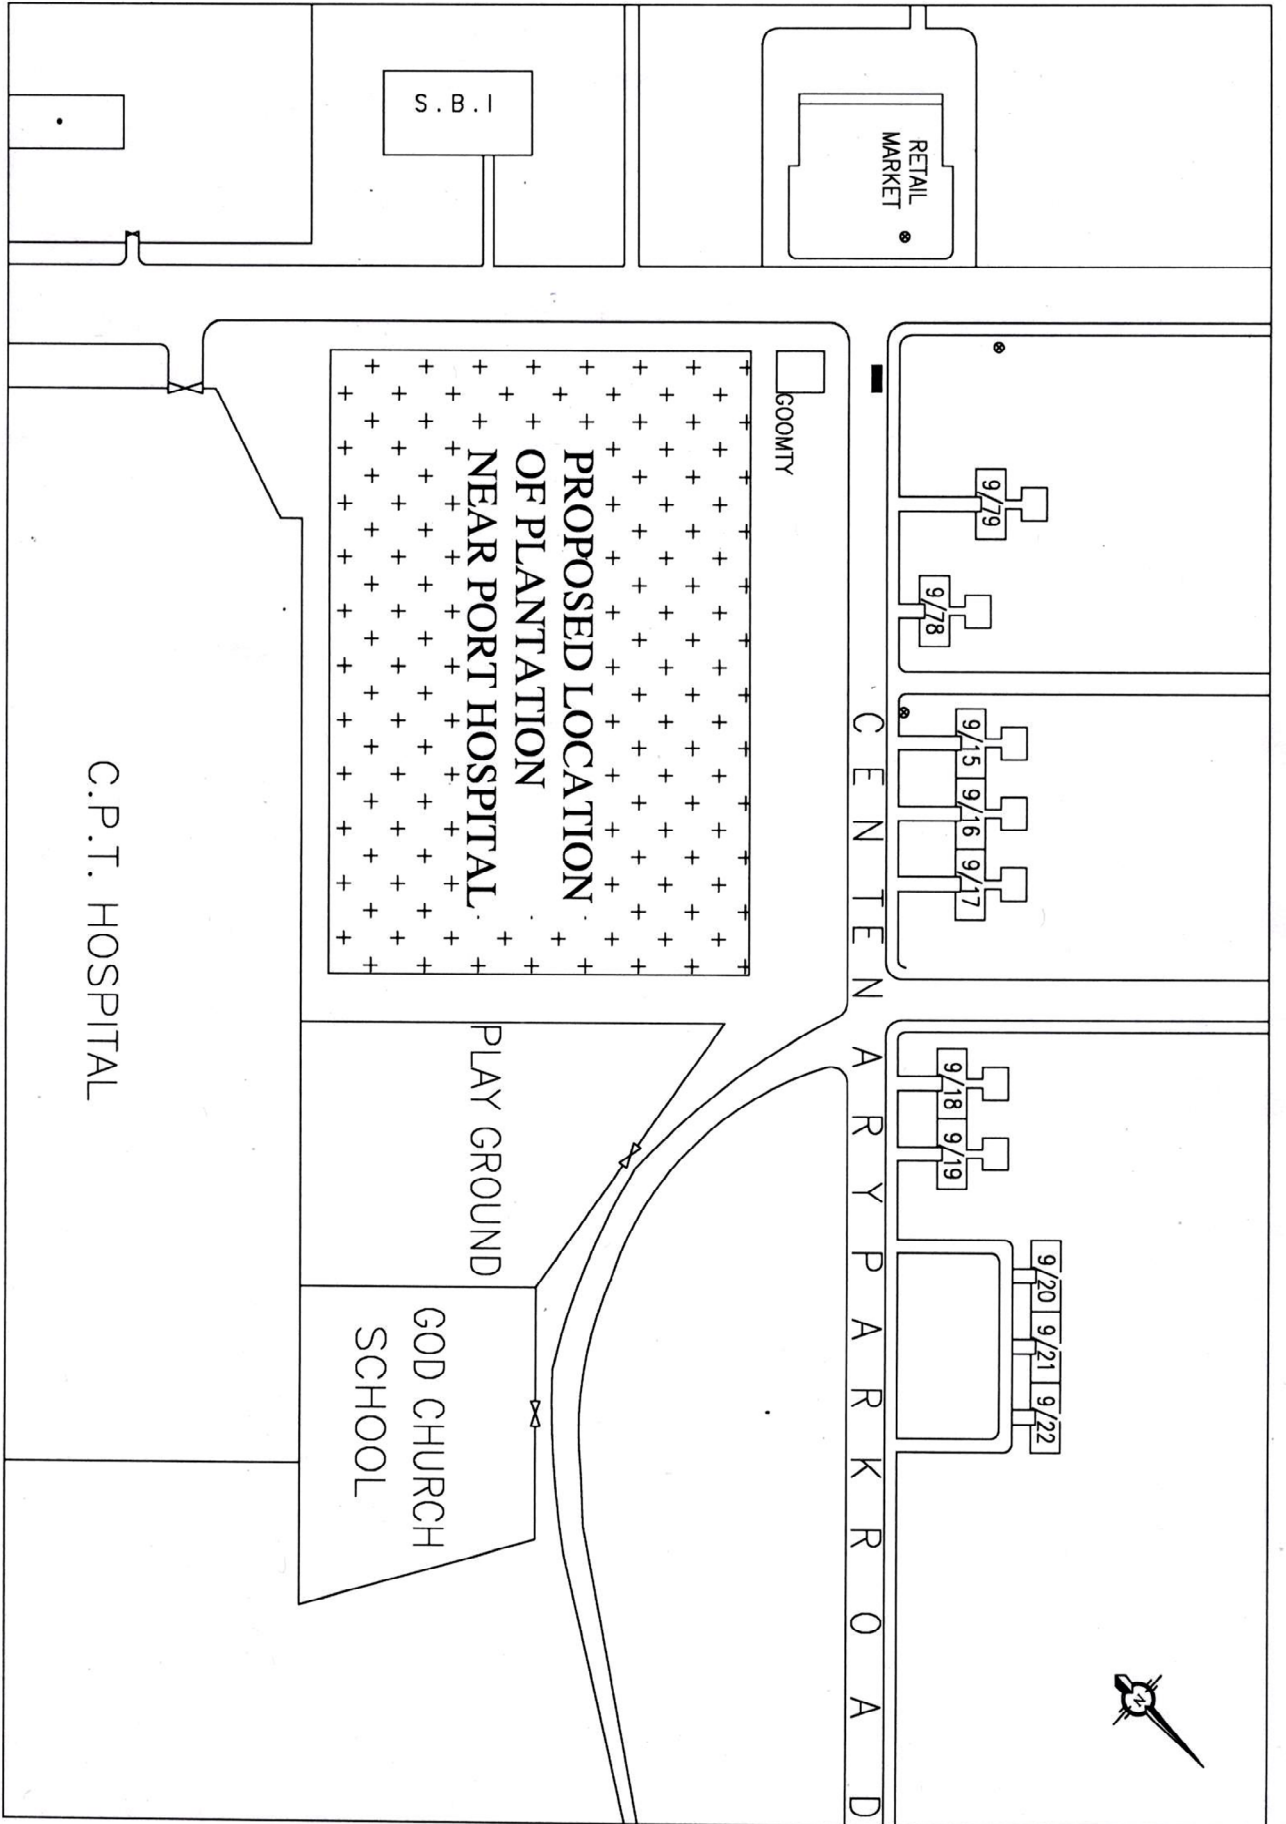 S.B.I
RETAIL
MARKET
GOOMTY
PROPOSED LOCATION
OF PLANTATION
NEAR PORT HOSPITAL
9/79
9/78
9/15
9/16
9/17
9/18
9/19
9/20
9/21
9/22
CENTENARY PARK ROAD
C.P.T. HOSPITAL
PLAY GROUND
GOD CHURCH
SCHOOL
N